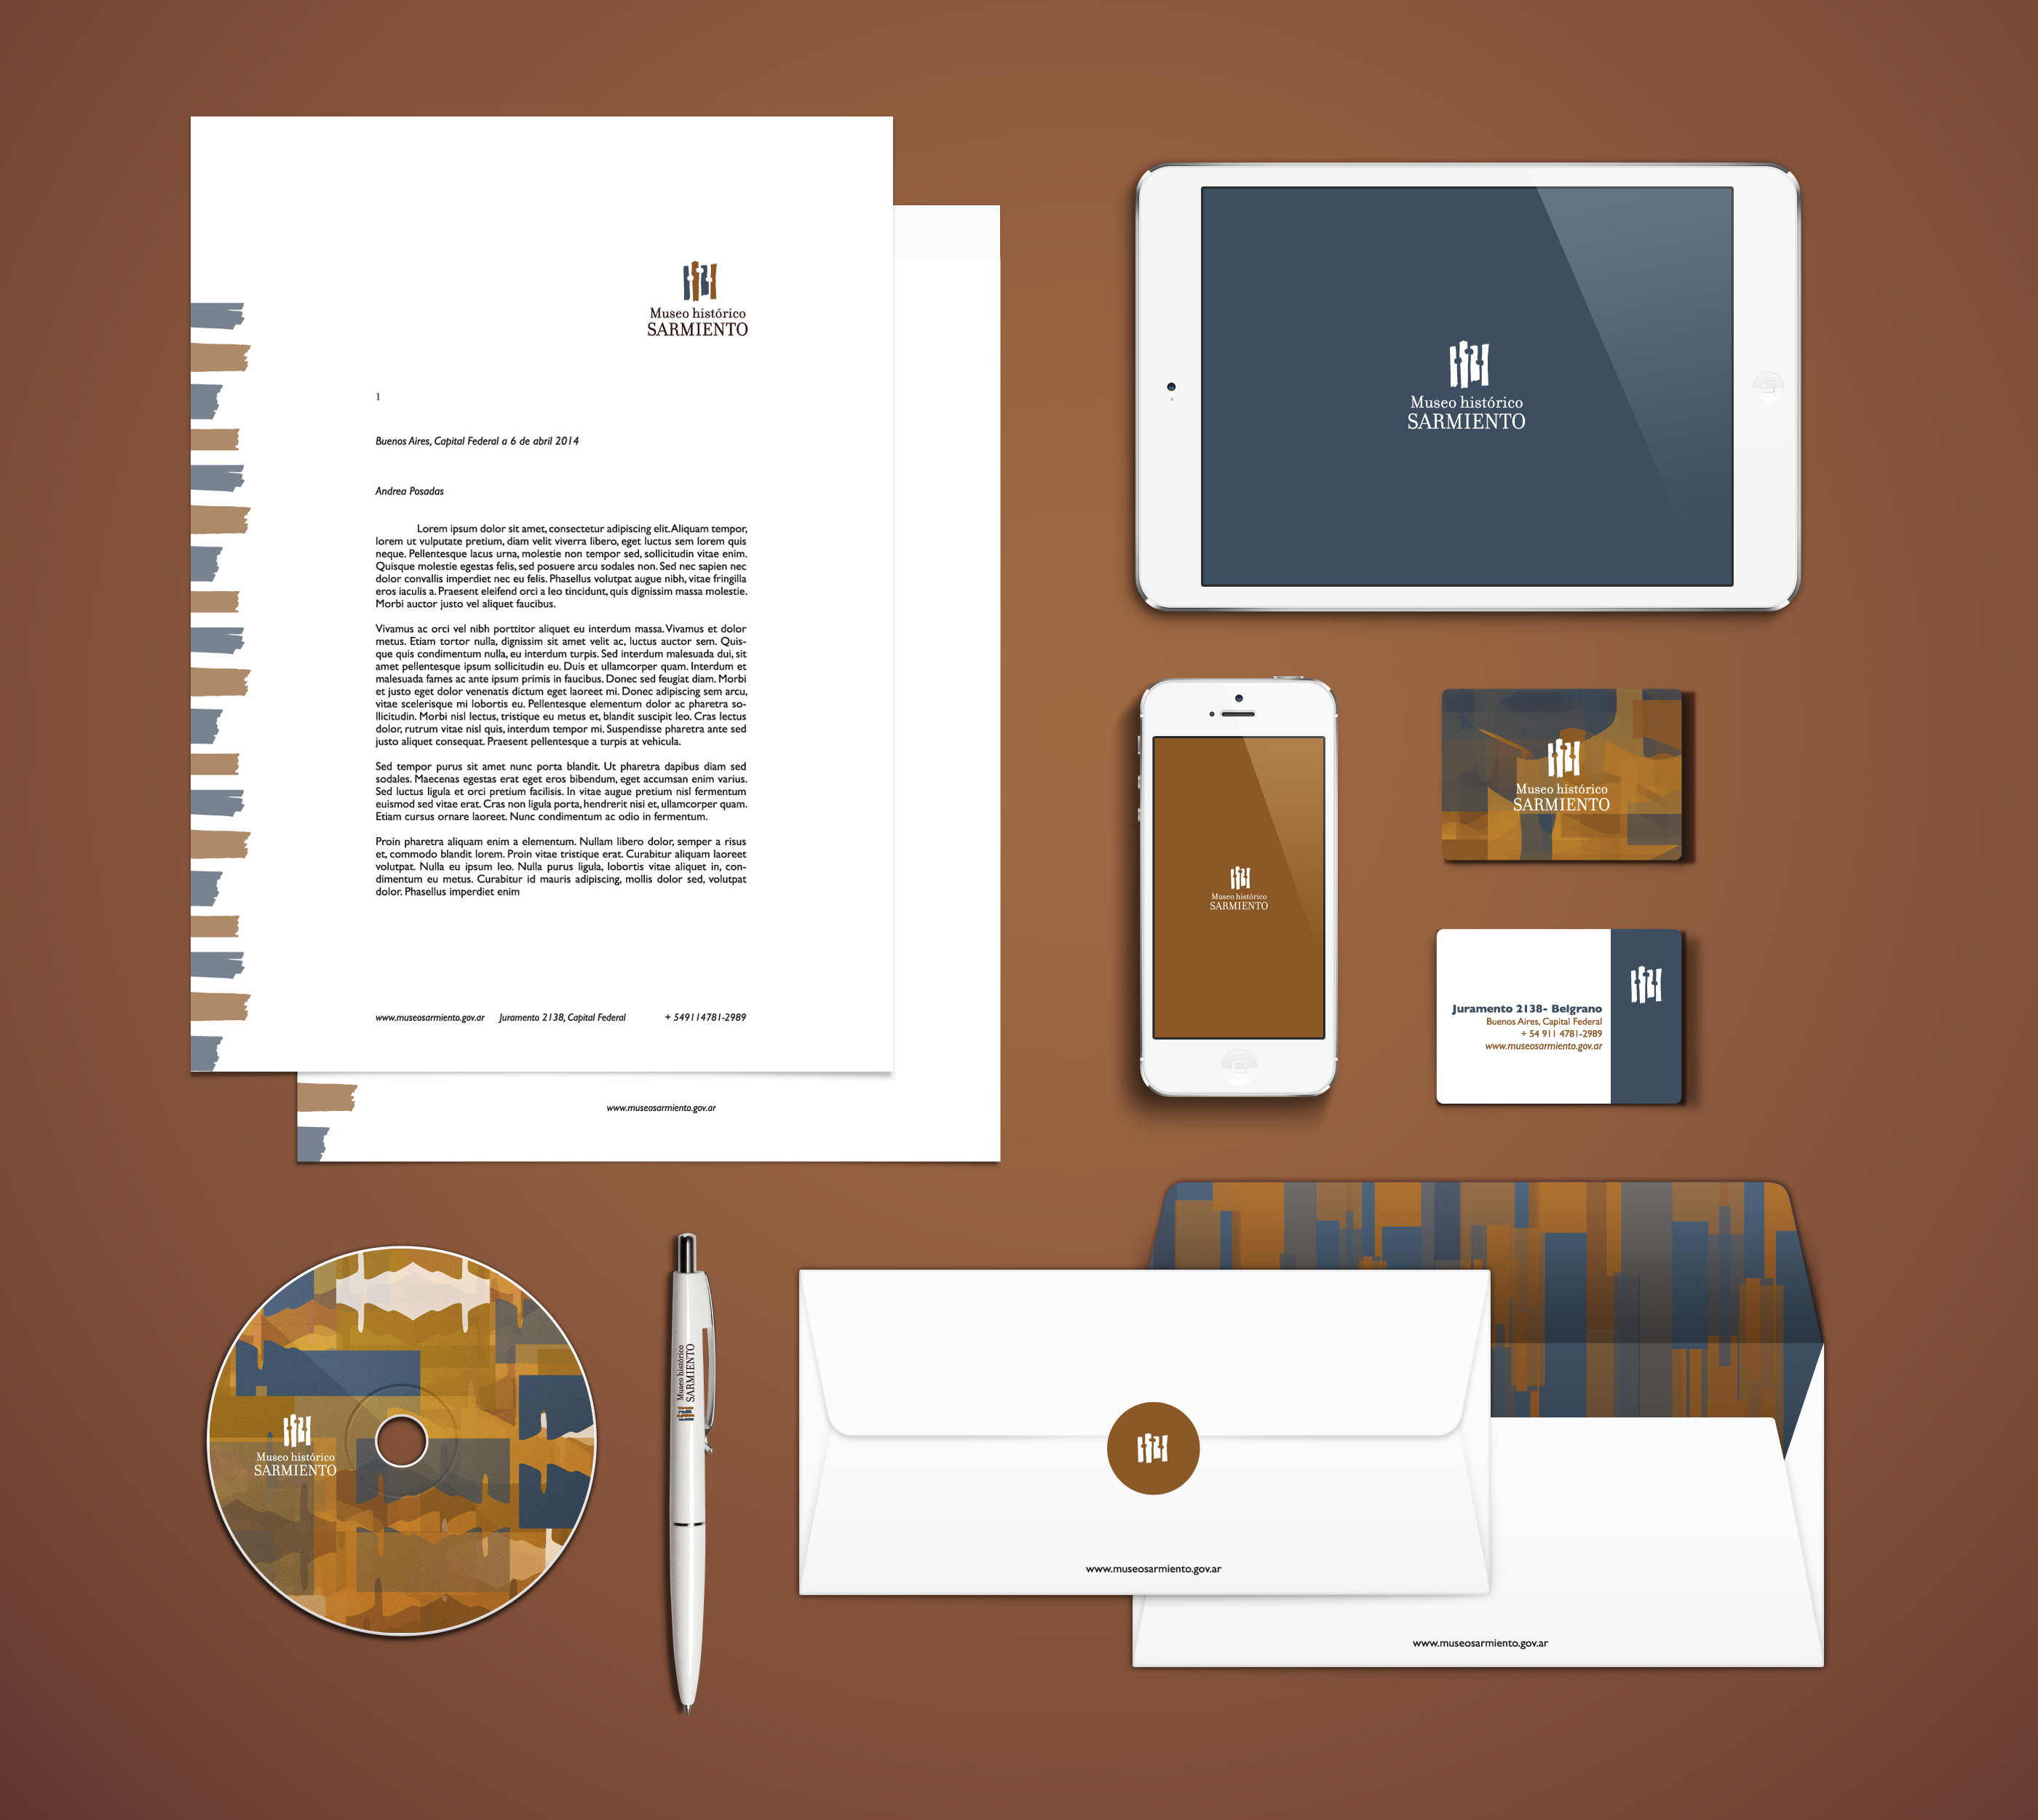 Museo histórico
SARMIENTO
1
Buenos Aires, Capital Federal a 6 de abril 2014
Andrea Posadas
Lorem ipsum dolor sit amet, consectetur adipiscing elit. Aliquam tempor,
lorem ut vulputate pretium, diam velit viverra libero, eget luctus sem lorem quis
neque. Pellentesque lacus urna, molestie non tempor sed, sollicitudin vitae enim.
Quisque molestie egestas felis, sed posuere arcu sodales non. Sed nec sapien nec
dolor convallis imperdiet nec eu felis. Phasellus volutpat augue nibh, vitae fringilla
eros iaculis a. Praesent eleifend orci a leo tincidunt, quis dignissim massa molestie.
Morbi auctor justo vel aliquet faucibus.
Vivamus ac orci vel nibh porttitor aliquet eu interdum massa. Vivamus et dolor
metus. Etiam tortor nulla, dignissim sit amet velit ac, luctus auctor sem. Quis-
que quis condimentum nulla, eu interdum turpis. Sed interdum malesuada dui, sit
amet pellentesque ipsum sollicitudin eu. Duis et ullamcorper quam. Interdum et
malesuada fames ac ante ipsum primis in faucibus. Donec sed feugiat diam. Morbi
et justo eget dolor venenatis dictum eget laoreet mi. Donec adipiscing sem arcu,
vitae scelerisque mi lobortis eu. Pellentesque elementum dolor ac pharetra so-
llicitudin. Morbi nisl lectus, tristique eu metus et, blandit suscipit leo. Cras lectus
dolor, rutrum vitae nisl quis, interdum tempor mi. Suspendisse pharetra ante sed
justo aliquet consequat. Praesent pellentesque a turpis at vehicula.
Sed tempor purus sit amet nunc porta blandit. Ut pharetra dapibus diam sed
sodales. Maecenas egestas erat eget eros bibendum, eget accumsan enim varius.
Sed luctus ligula et orci pretium facilisis. In vitae augue pretium nisl fermentum
euismod sed vitae erat. Cras non ligula porta, hendrerit nisi et, ullamcorper quam.
Etiam cursus ornare laoreet. Nunc condimentum ac odio in fermentum.
Proin pharetra aliquam enim a elementum. Nullam libero dolor, semper a risus
et, commodo blandit lorem. Proin vitae tristique erat. Curabitur aliquam laoreet
volutpat. Nulla eu ipsum leo. Nulla purus ligula, lobortis vitae aliquet in, con-
dimentum eu metus. Curabitur id mauris adipiscing, mollis dolor sed, volutpat
dolor. Phasellus imperdiet enim
www.museosarmiento.gov.ar Juramento 2138, Capital Federal + 549114781-2989
www.museosarmiento.gov.ar
Museo histórico
SARMIENTO
Museo histórico
SARMIENTO
Museo histórico
SARMIENTO
Juramento 2138- Belgrano
Buenos Aires, Capital Federal
+ 54 911 4781-2989
www.museosarmiento.gov.ar
Museo histórico
SARMIENTO
Museo histórico
SARMIENTO
www.museosarmiento.gov.ar
www.museosarmiento.gov.ar